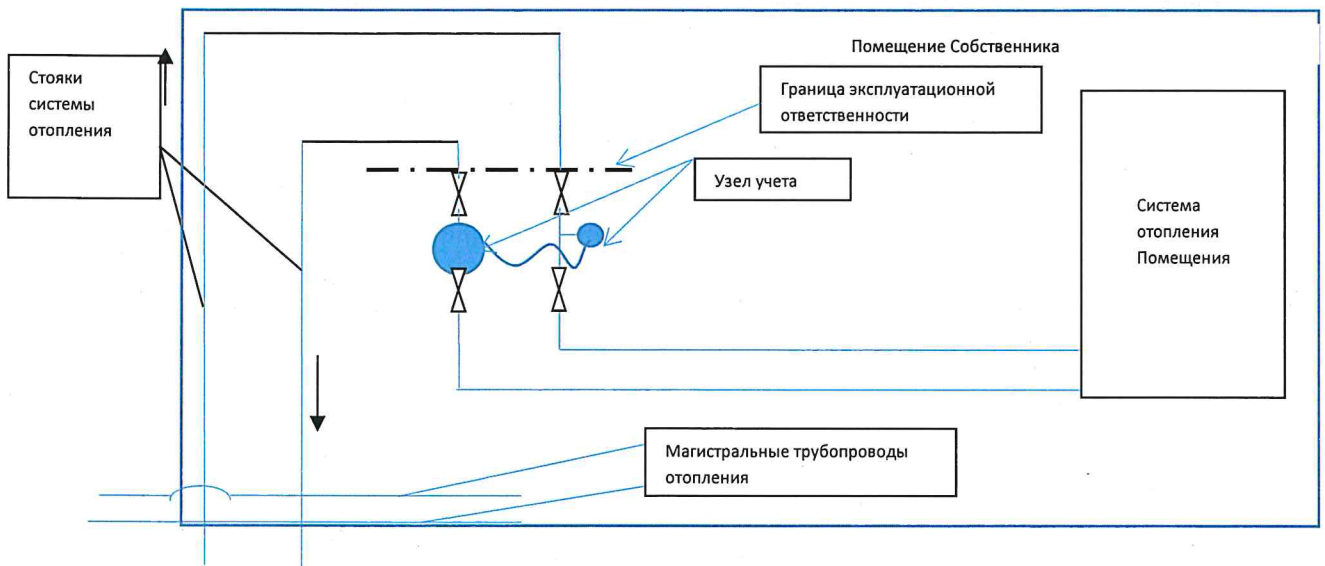 Помещение Собственника
Стояки
системы
отопления
Граница эксплуатационной
ответственности
Узел учета
Система
отопления
Помещения
Магистральные трубопроводы
отопления